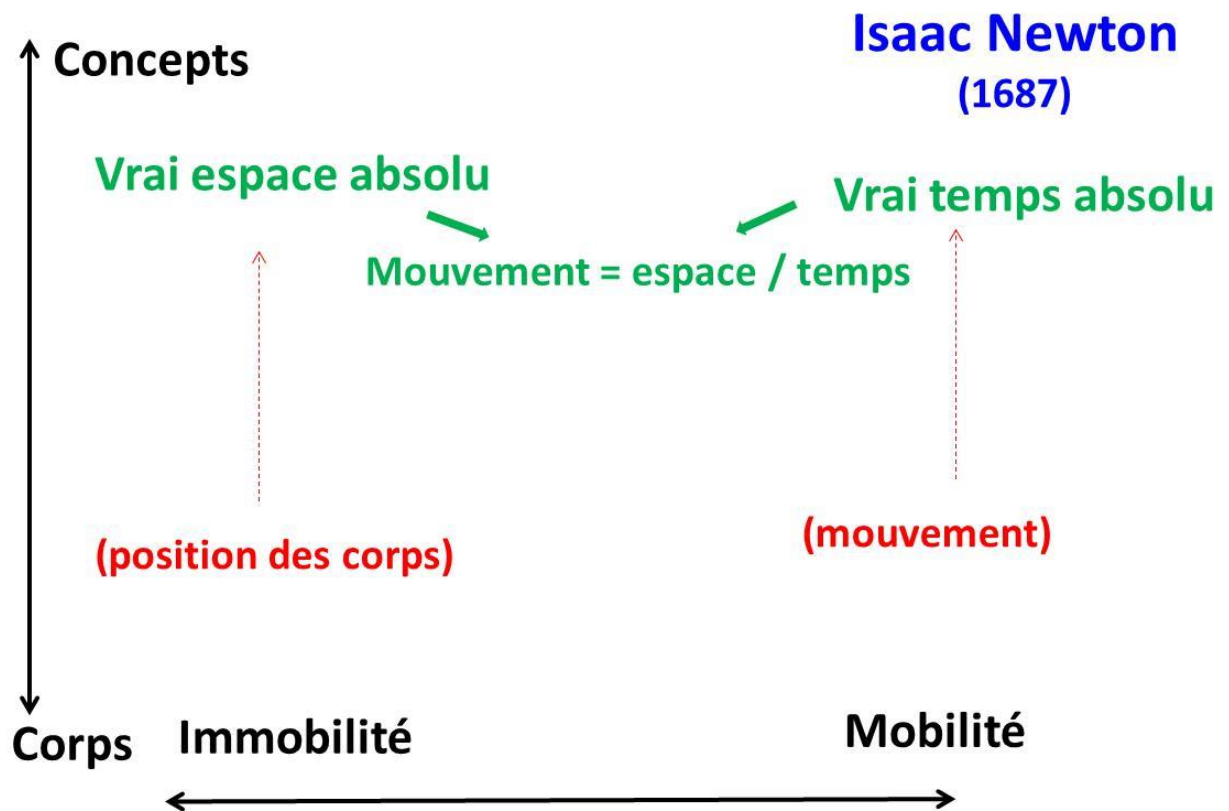 Isaac Newton
(1687)
Concepts
Vrai espace absolu
Vrai temps absolu
Mouvement = espace / temps
(position des corps)
(mouvement)
Corps
Immobilité
Mobilité